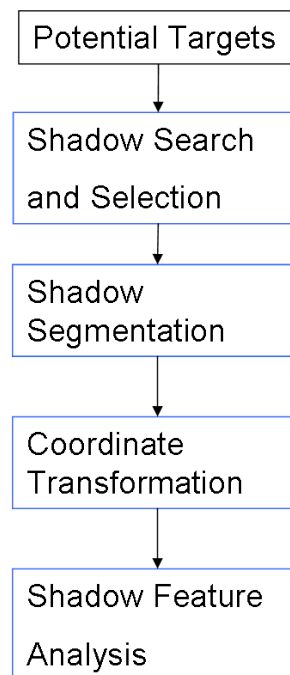 Potential Targets
Shadow Search
and Selection
Shadow
Segmentation
Coordinate
Transformation
Shadow Feature
Analysis